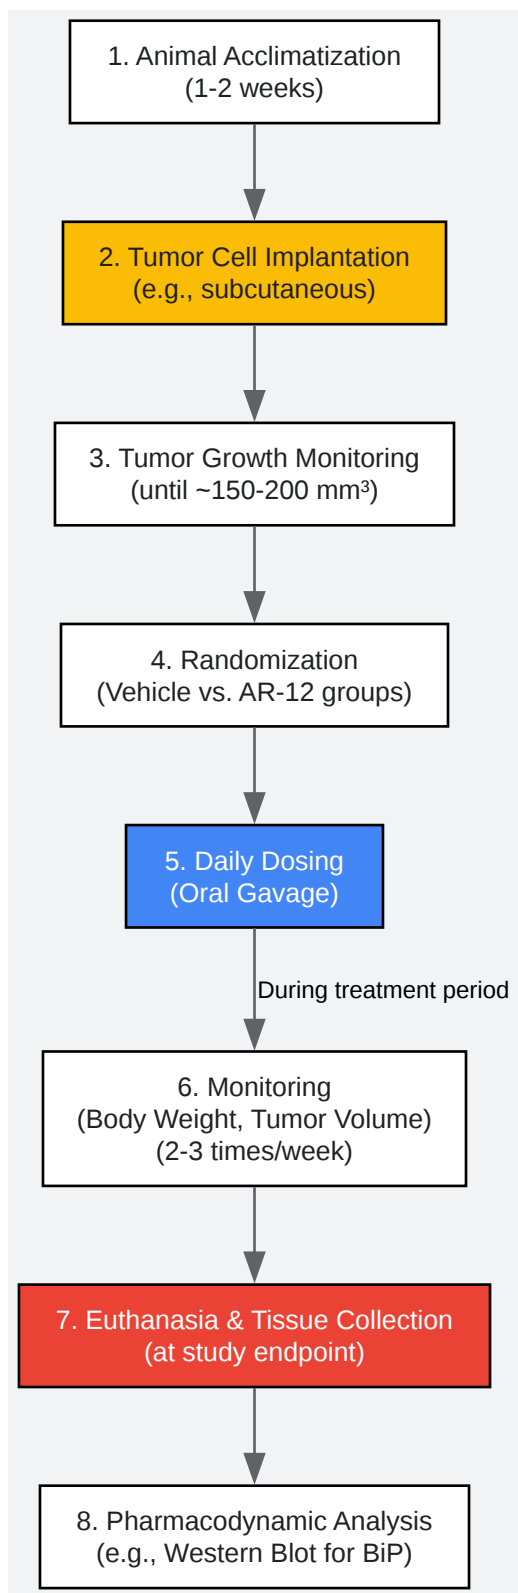 1. Animal Acclimatization
(1-2 weeks)
2. Tumor Cell Implantation
(e.g., subcutaneous)
3. Tumor Growth Monitoring
(until ~150-200 mm³)
4. Randomization
(Vehicle vs. AR-12 groups)
5. Daily Dosing
(Oral Gavage)
During treatment period
6. Monitoring
(Body Weight, Tumor Volume)
(2-3 times/week)
7. Euthanasia & Tissue Collection
(at study endpoint)
8. Pharmacodynamic Analysis
(e.g., Western Blot for BiP)